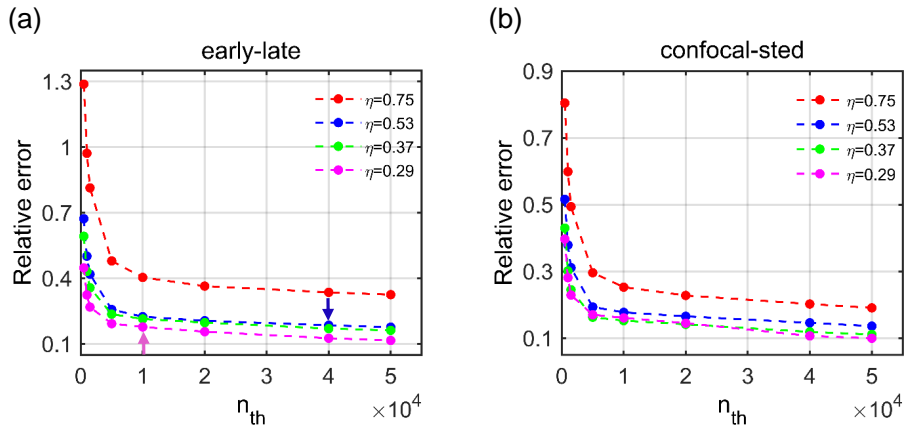 (a)
early-late
Relative error
1.3
1
0.7
0.4
0.1
η=0.75
η=0.53
η=0.37
η=0.29
0 1 2 3 4 5
×10^4
n_th
(b)
confocal-sted
Relative error
0.9
0.7
0.5
0.3
0.1
η=0.75
η=0.53
η=0.37
η=0.29
0 1 2 3 4 5
×10^4
n_th